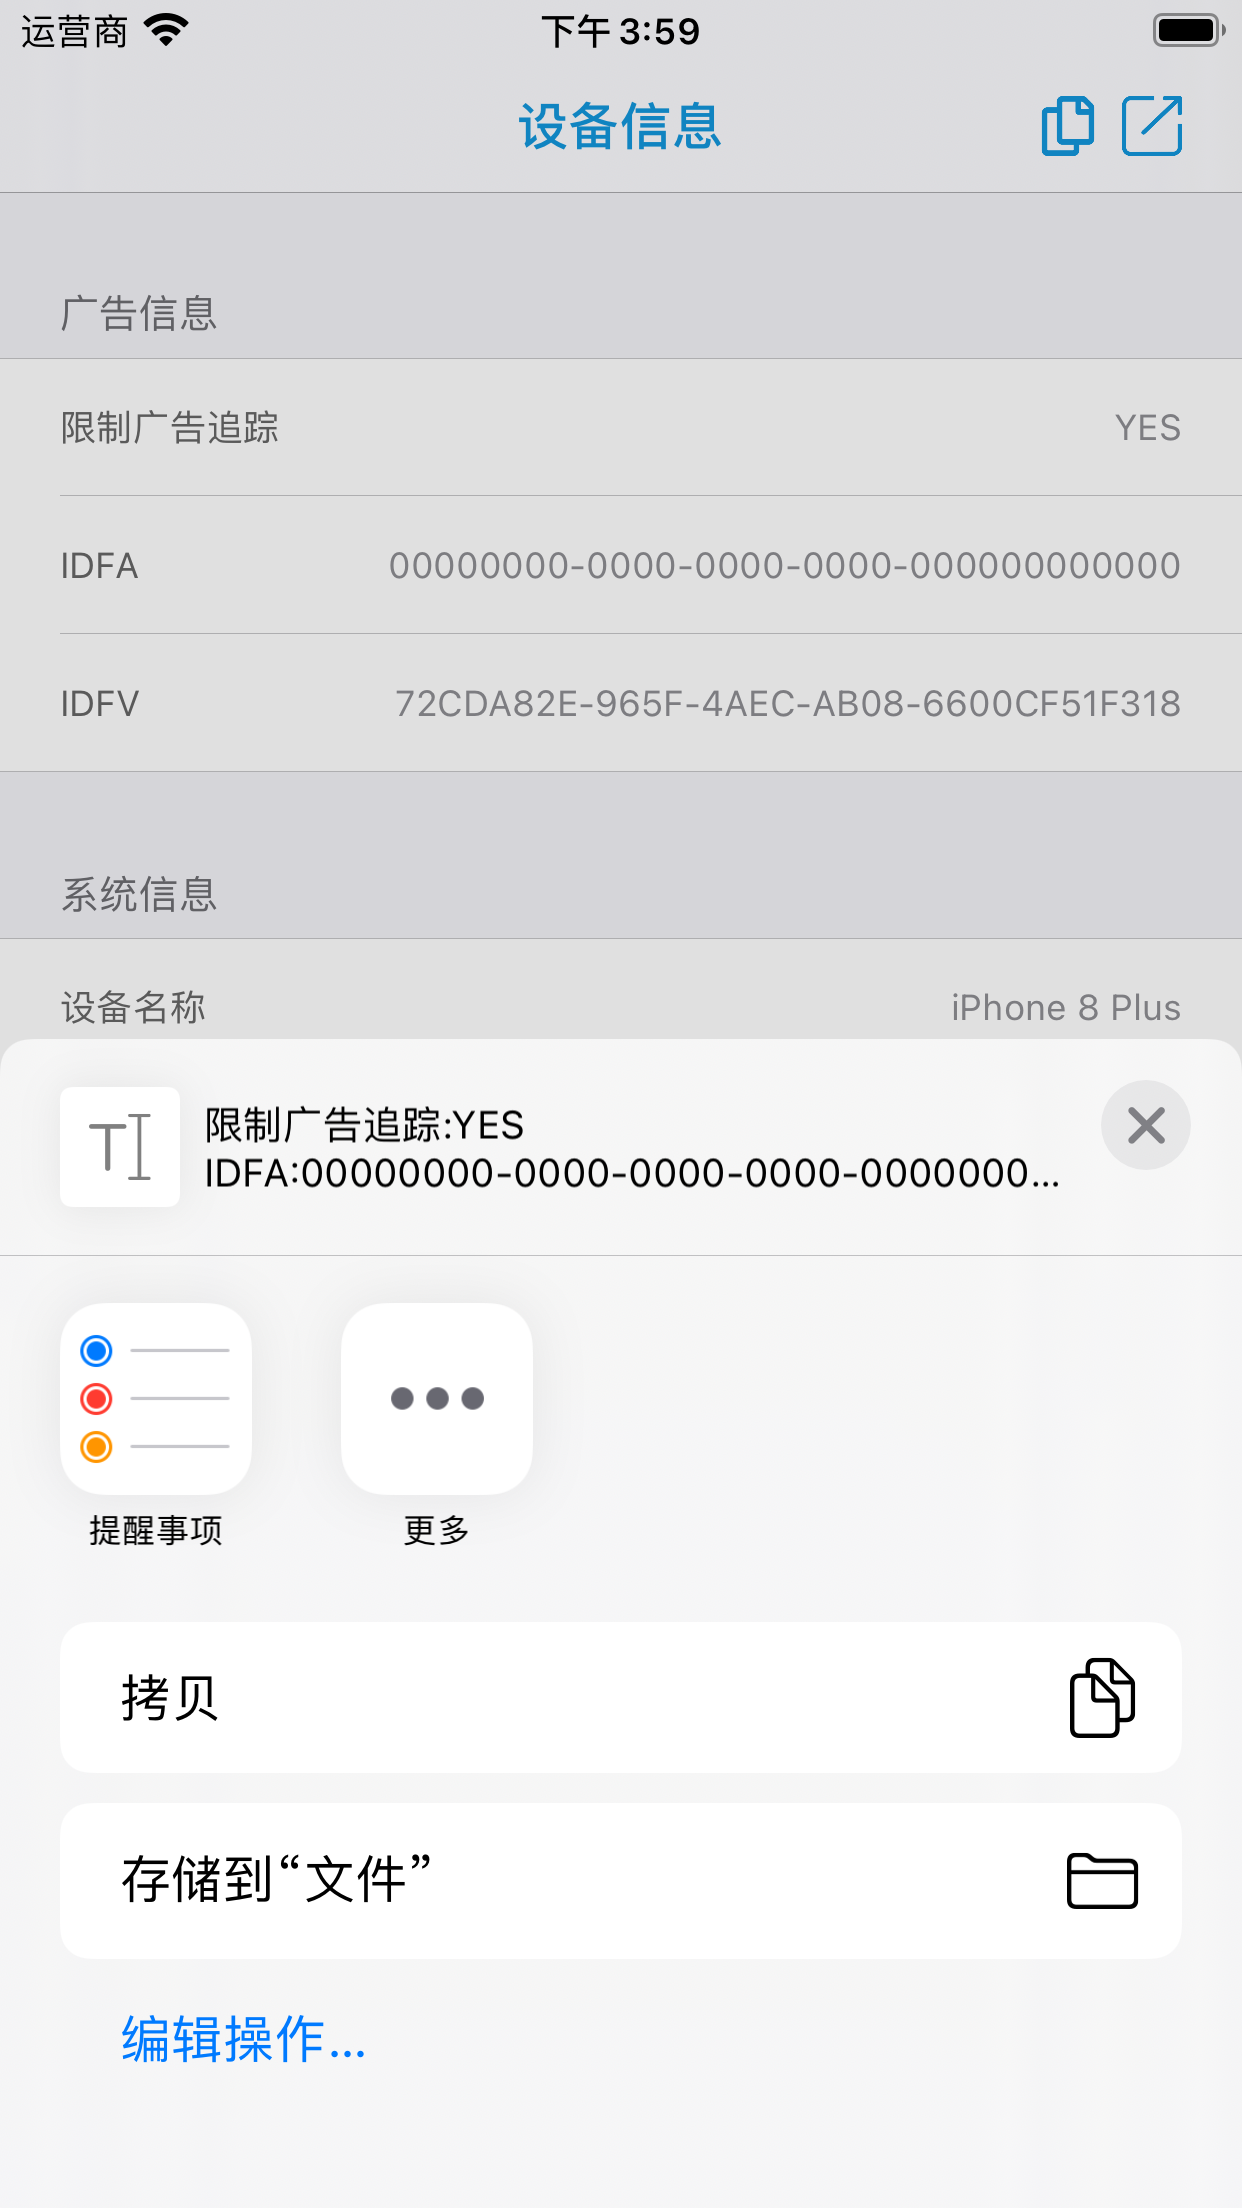 运营商
下午3:59
设备信息
广告信息
限制广告追踪 YES
IDFA 00000000-0000-0000-0000-000000000000
IDFV 72CDA82E-965F-4AEC-AB08-6600CF51F318
系统信息
设备名称 iPhone 8 Plus
限制广告追踪:YES
IDFA:00000000-0000-0000-0000-0000000...
提醒事项
更多
拷贝
存储到“文件”
编辑操作...